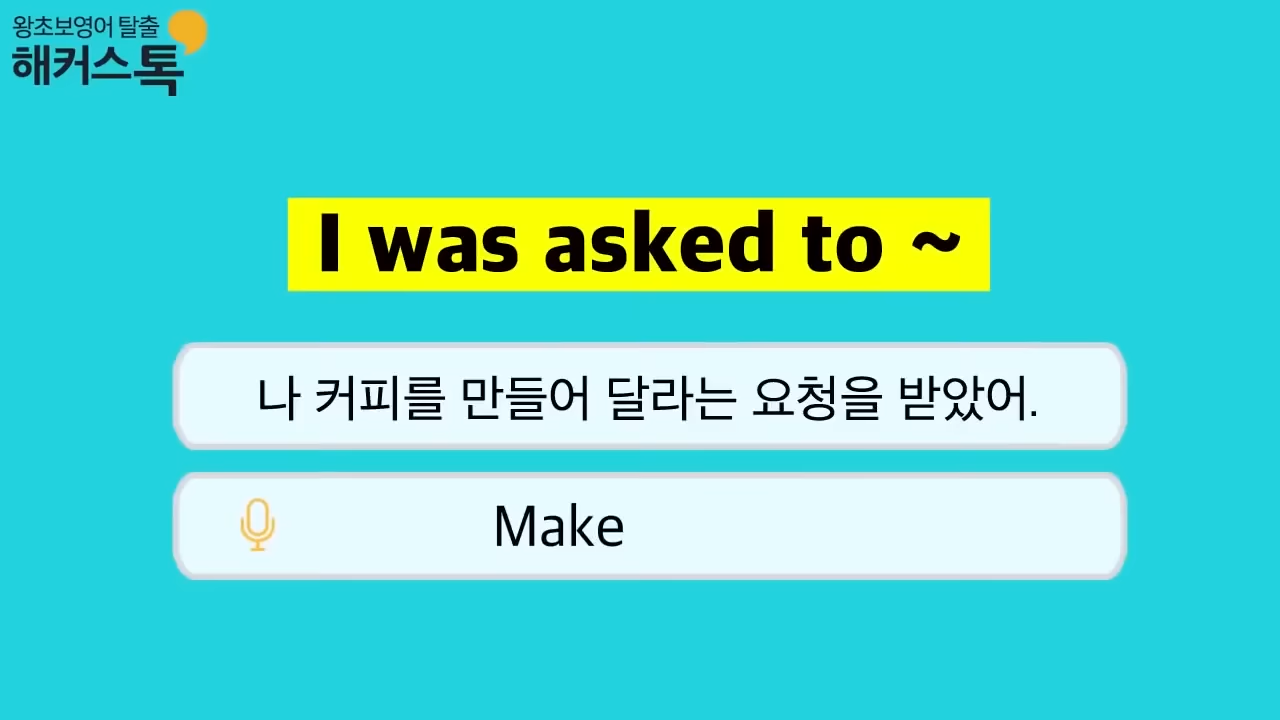 왕초보영어 탈출
해커스톡
I was asked to ~
나 커피를 만들어 달라는 요청을 받았어.
Make